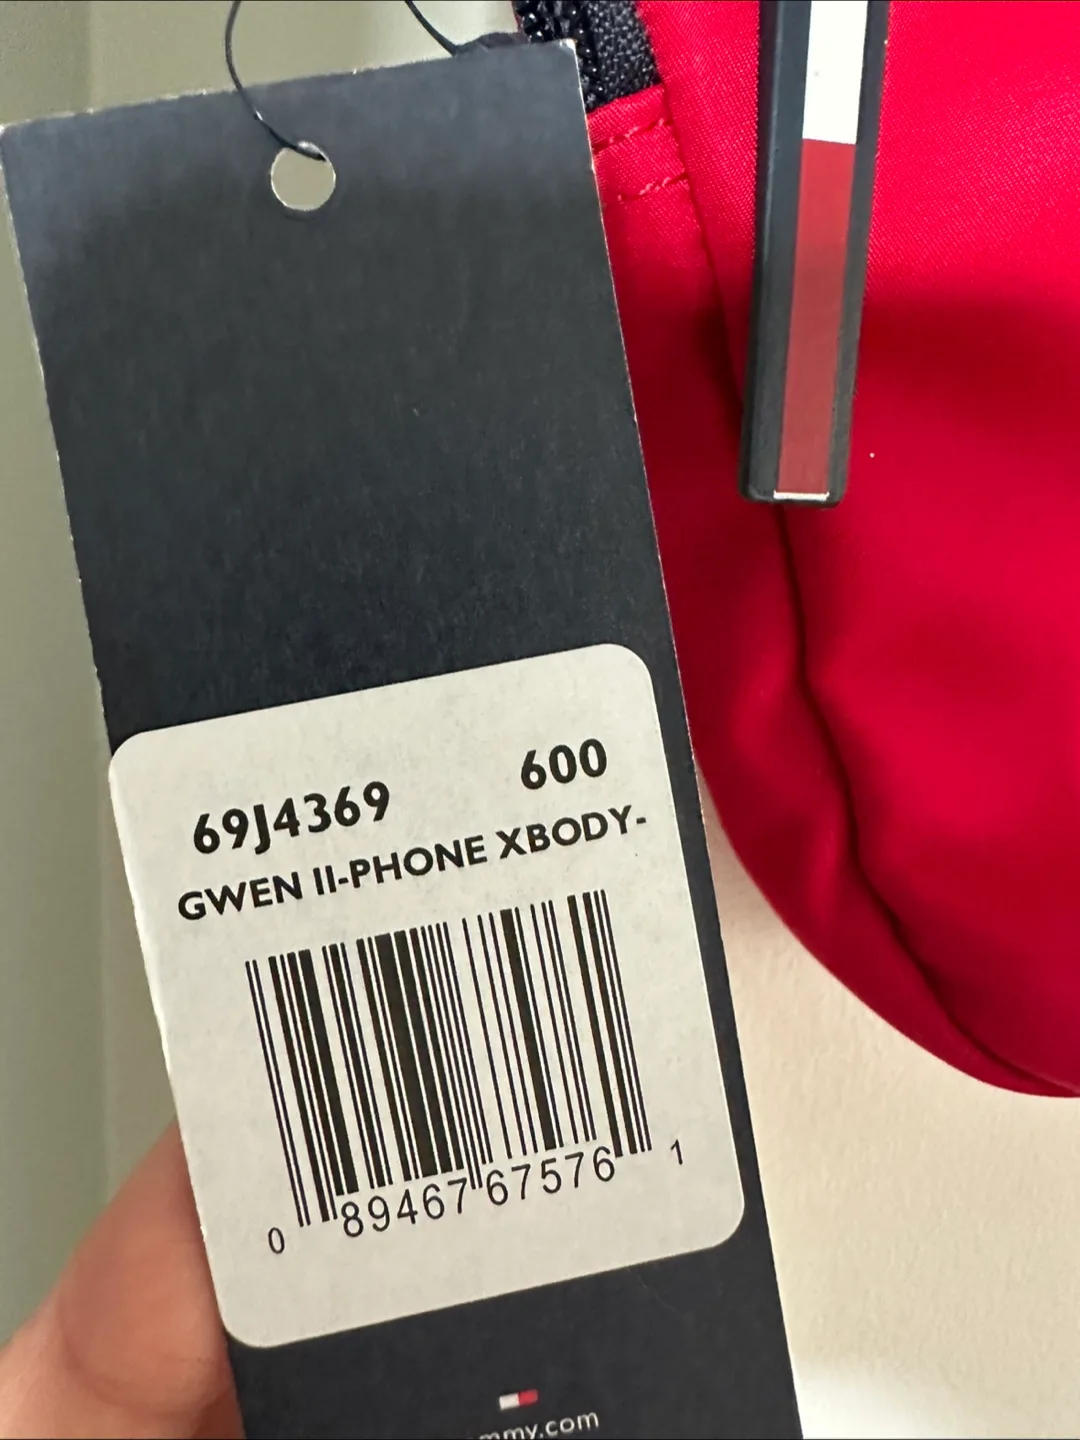 69J4369 600
GWEN II-PHONE XBODY-
0 89467 67576 1